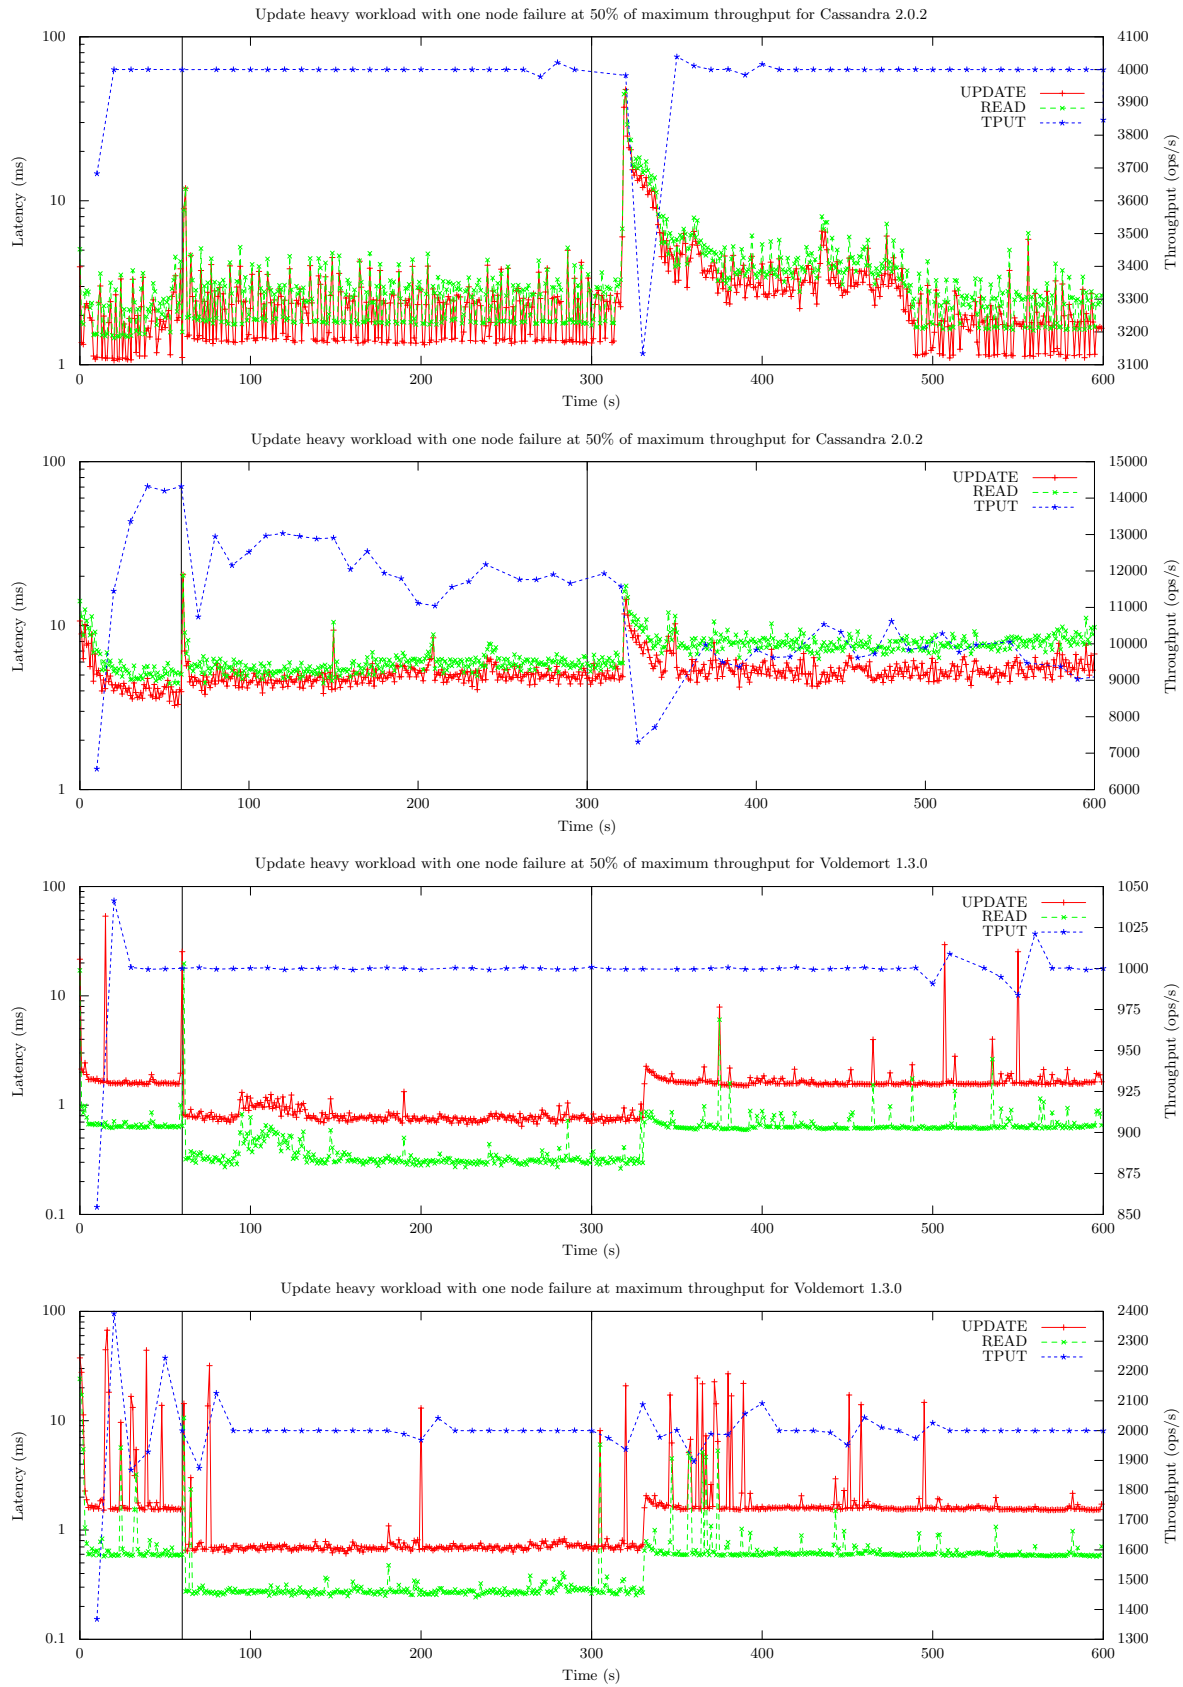 Update heavy workload with one node failure at 50% of maximum throughput for Cassandra 2.0.2
100
10
1
Latency (ms)
UPDATE
READ
TPUT
4100
4000
3900
3800
3700
3600
3500
3400
3300
3200
3100
Throughput (ops/s)
0 100 200 300 400 500 600
Time (s)
Update heavy workload with one node failure at 50% of maximum throughput for Cassandra 2.0.2
100
10
1
Latency (ms)
UPDATE
READ
TPUT
15000
14000
13000
12000
11000
10000
9000
8000
7000
6000
Throughput (ops/s)
0 100 200 300 400 500 600
Time (s)
Update heavy workload with one node failure at 50% of maximum throughput for Voldemort 1.3.0
100
10
1
0.1
Latency (ms)
UPDATE
READ
TPUT
1050
1025
1000
975
950
925
900
875
850
Throughput (ops/s)
0 100 200 300 400 500 600
Time (s)
Update heavy workload with one node failure at maximum throughput for Voldemort 1.3.0
100
10
1
0.1
Latency (ms)
UPDATE
READ
TPUT
2400
2300
2200
2100
2000
1900
1800
1700
1600
1500
1400
1300
Throughput (ops/s)
0 100 200 300 400 500 600
Time (s)